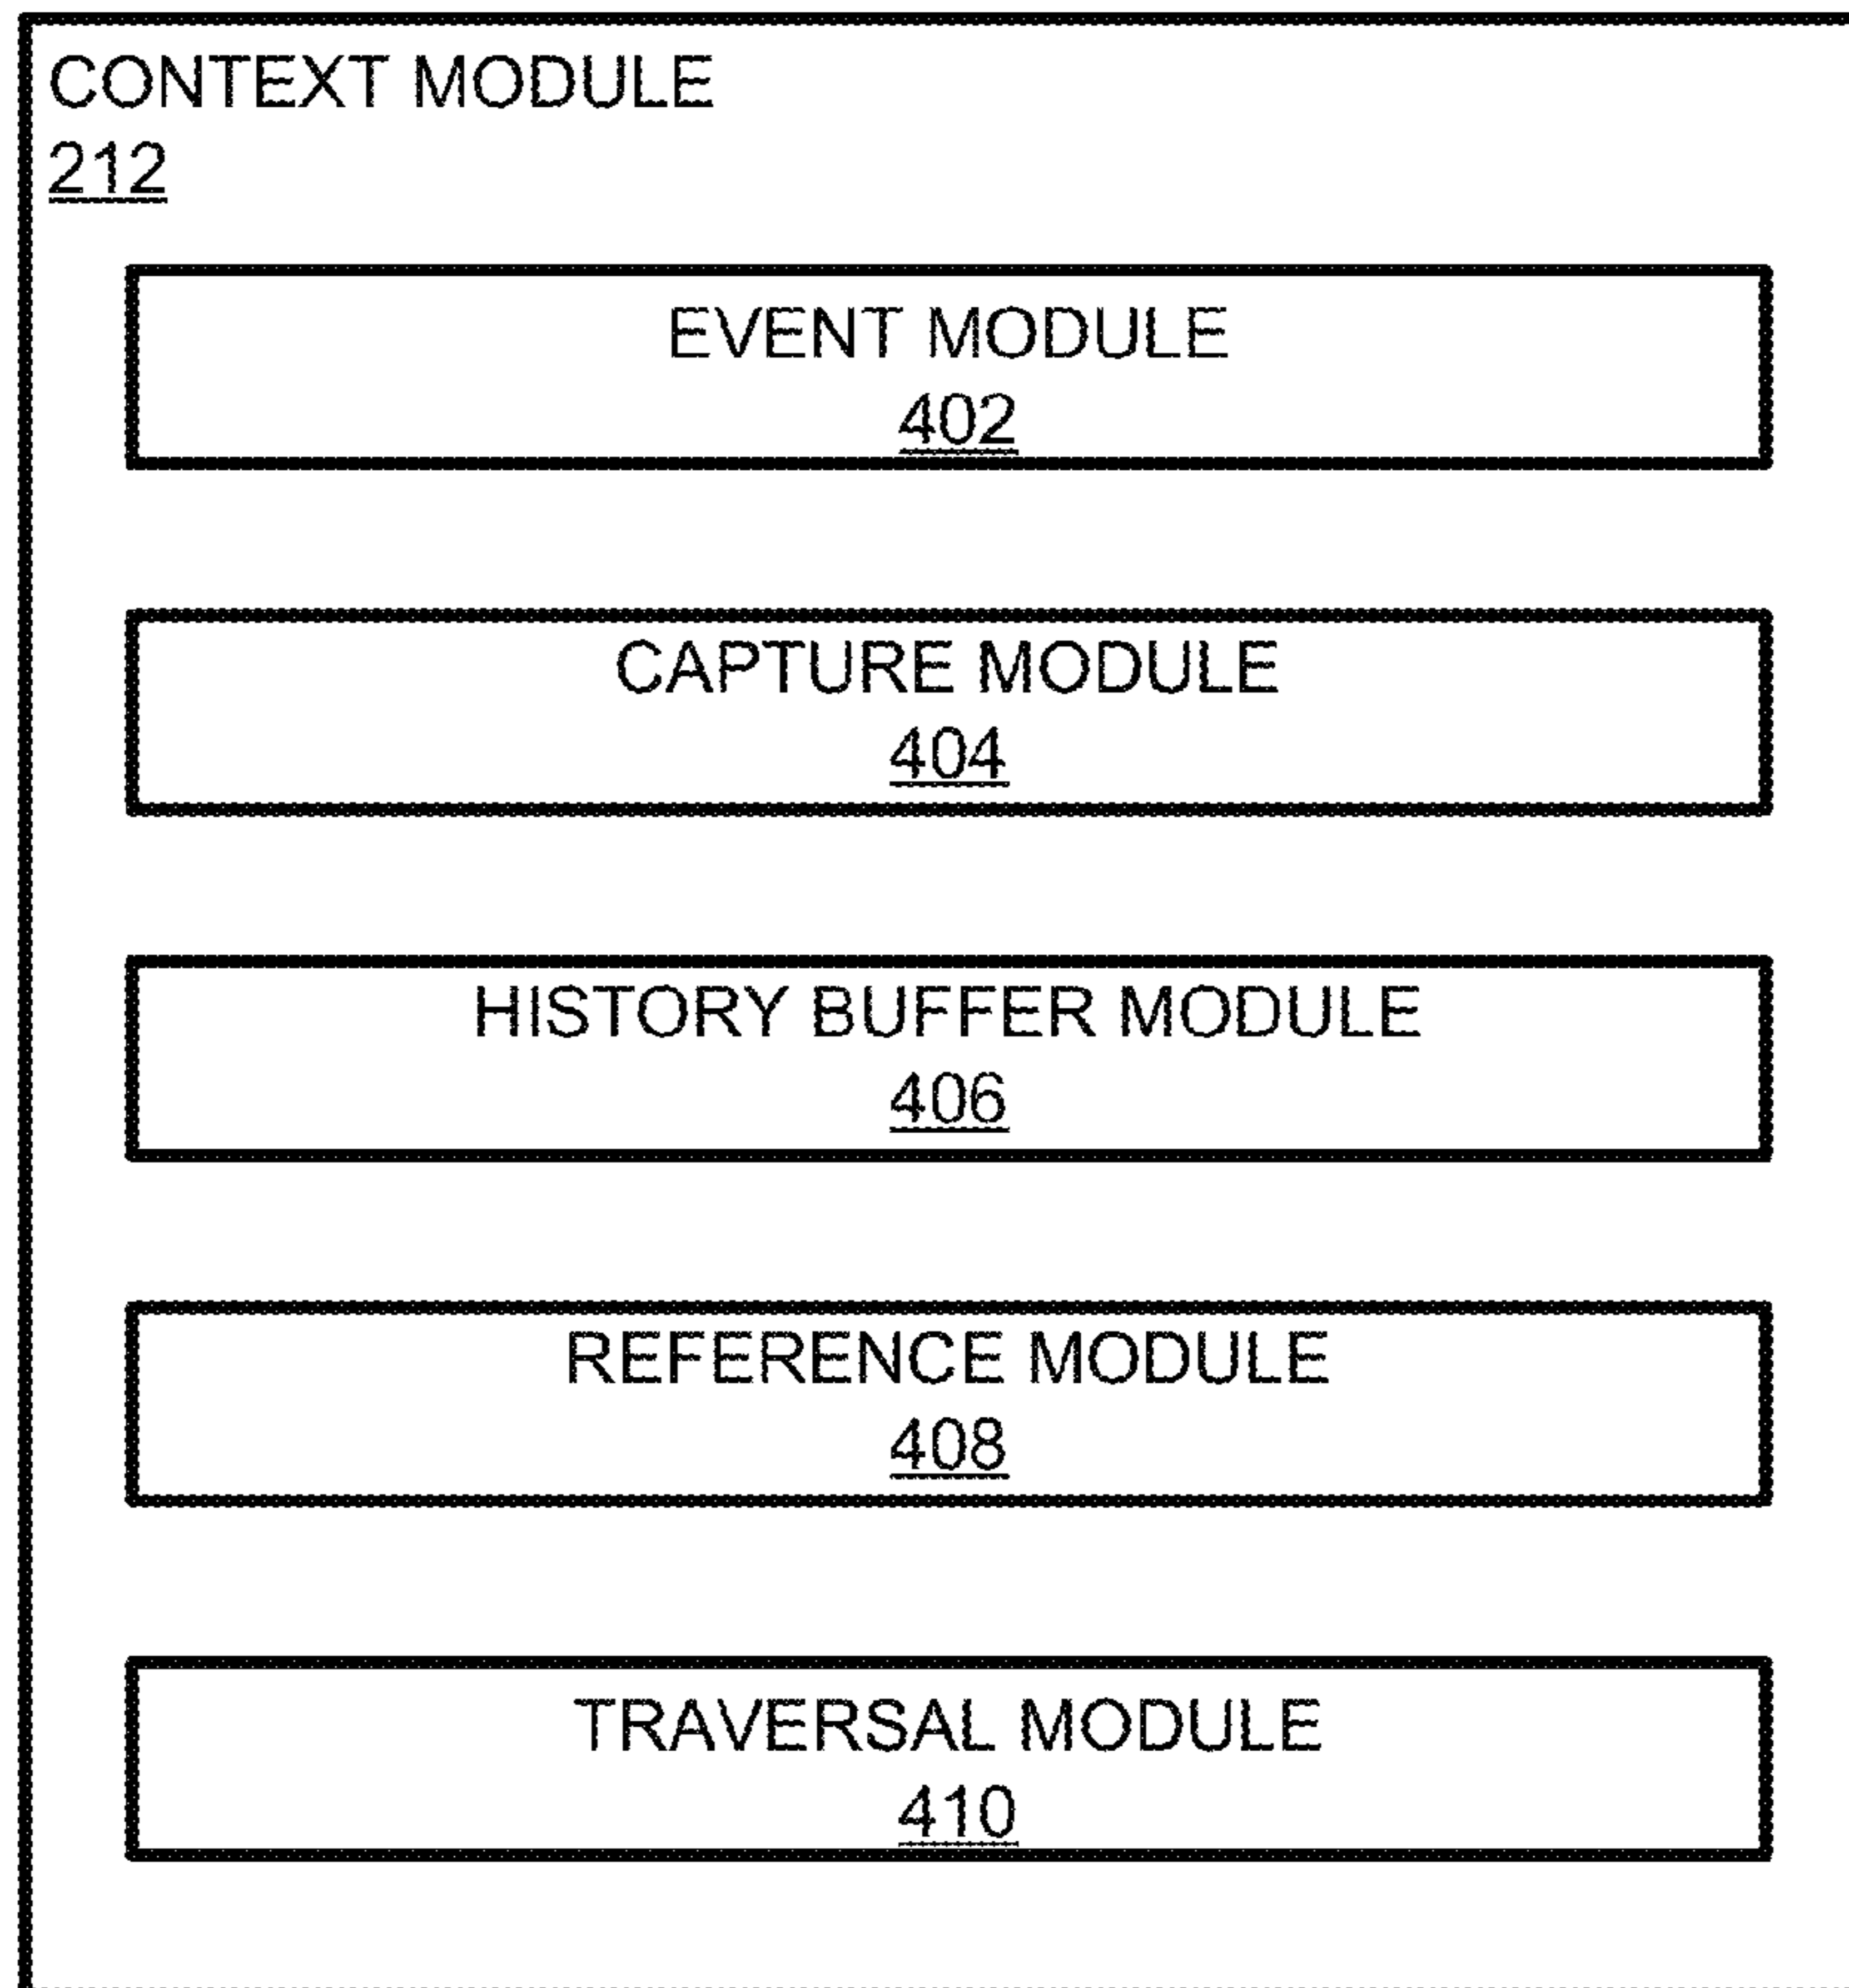 CONTEXT MODULE
212
EVENT MODULE
402
CAPTURE MODULE
404
HISTORY BUFFER MODULE
406
REFERENCE MODULE
408
TRAVERSAL MODULE
410